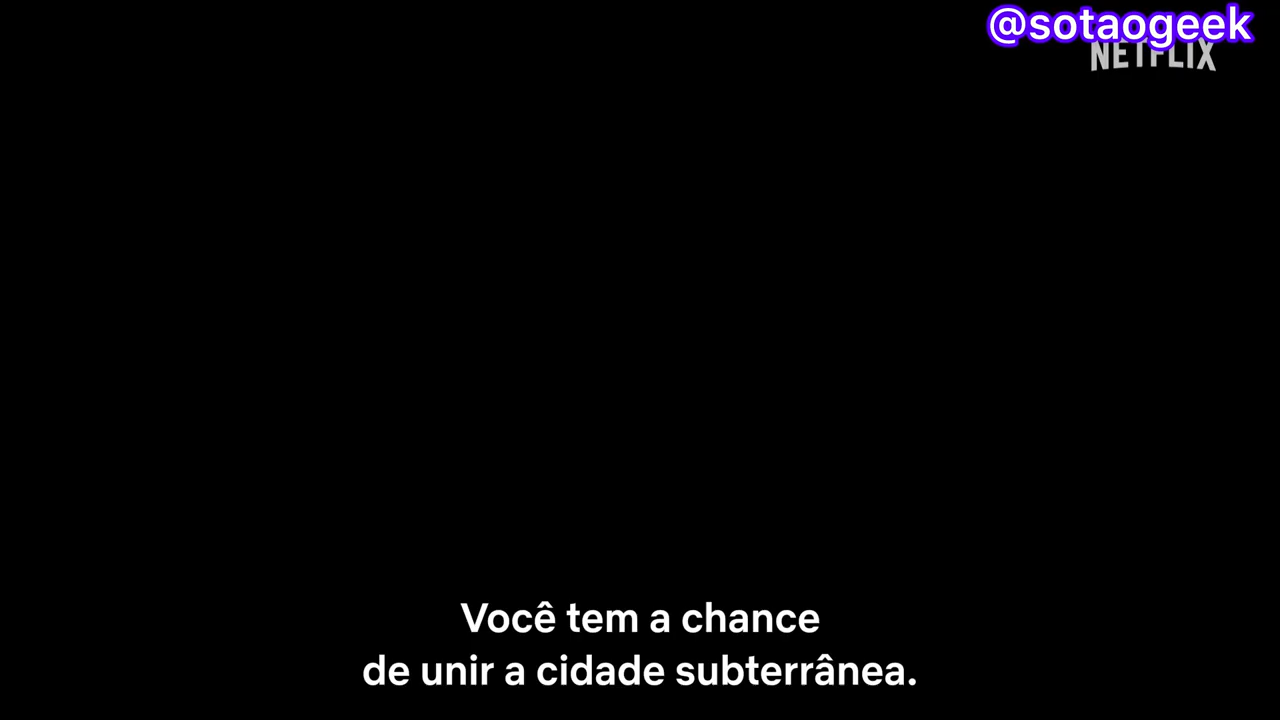 @sotaogeek
NETFLIX
Você tem a chance
de unir a cidade subterrânea.